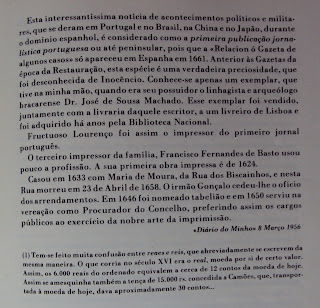 Esta interessantíssima notícia de acontecimentos políticos e milita-
res, que se deram em Portugal e no Brasil, na China e no Japão, durante
o domínio espanhol, é considerado como a primeira publicação jorna-
lística portuguesa ou até peninsular, pois que a «Relacion ó Gazeta de
algunos casos» só apareceu em Espanha em 1661. Anterior às Gazetas da
época da Restauração, esta espécie é uma verdadeira preciosidade, que
foi desconhecida de Inocêncio. Conhece-se apenas um exemplar, que
tive na minha mão, quando era seu possuidor o linhagista e arqueólogo
bracarense Dr. José de Sousa Machado. Esse exemplar foi vendido,
juntamente com a livraria daquele escritor, a um livreiro de Lisboa e
foi adquirido há anos pela Biblioteca Nacional.
Fructuoso Lourenço foi assim o impressor do primeiro jornal
português.
O terceiro impressor da família, Francisco Fernandes de Basto usou
pouco a profissão. A sua primeira obra impressa é de 1624.
Casou em 1633 com Maria de Moura, da Rua dos Biscainhos, e nesta
Rua morreu em 23 de Abril de 1658. O irmão Gonçalo cedeu-lhe o ofício
dos arrendamentos. Em 1646 foi nomeado tabelião e em 1650 serviu na
vereação como Procurador do Concelho, preferindo assim os cargos
públicos ao exercício da nobre arte da imprimissão.
«Diário do Minho» 8 Março 1956
(1) Tem-se feito muita confusão entre reaes e reis, que abreviadamente se escrevem da
mesma maneira. O que corria no século XVI era o real, moeda por si de certo valor.
Assim, os 6.000 reais do ordenado equivalem a cerca de 12 contos da moeda de hoje.
Assim se amesquinha também a tença de 15.000 rs. concedida a Camões, que, transpor-
tada à moeda de hoje, dava aproximadamente 30 contos...